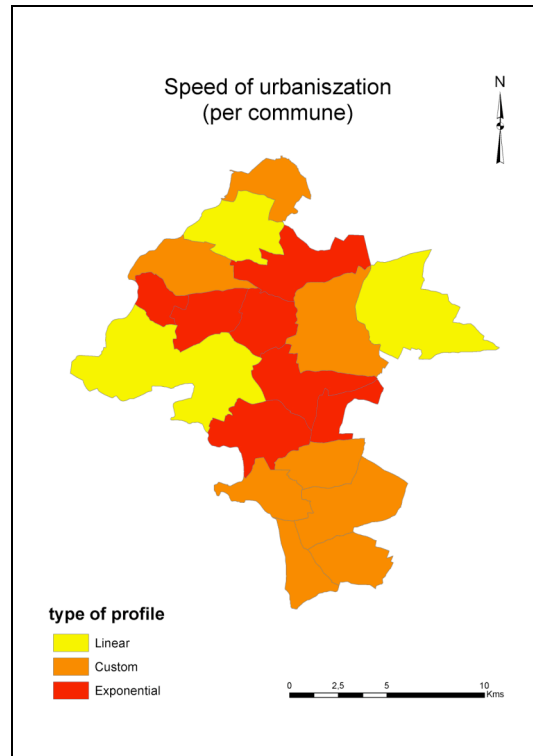 Speed of urbaniszation
(per commune)
N
type of profile
Linear
Custom
Exponential
0 2,5 5 10
Kms